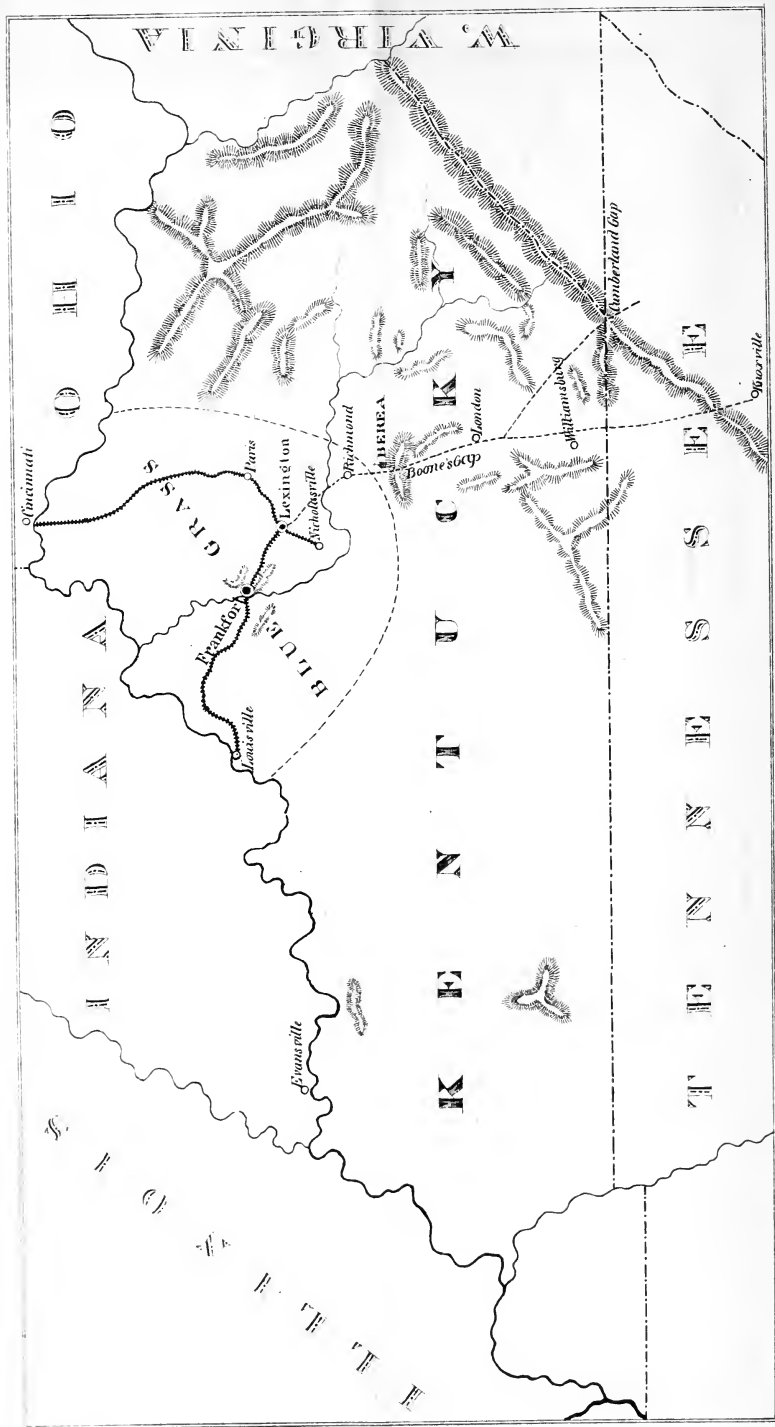 W. VIRGINIA
OHIO
INDIANA
ILLINOIS
KENTUCKY
TENNESSEE
BLUE GRASS
Cincinnati
Paris
Lexington
Nicholasville
Frankfort
Louisville
Evansville
Richmond
BEREA
Boone's Gap
London
Williamsburg
Cumberland Gap
Knoxville